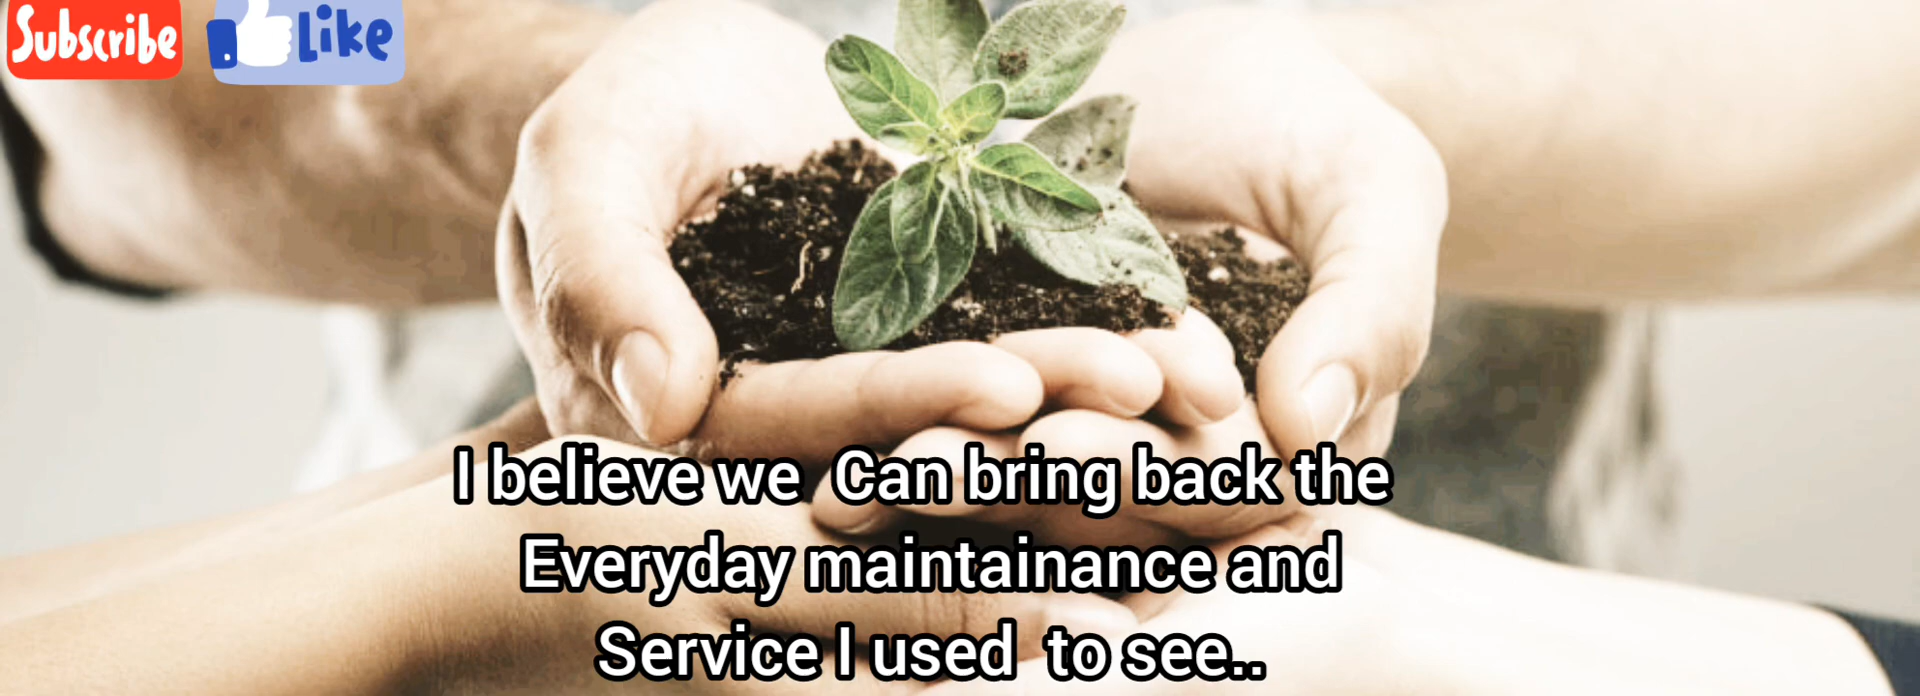 Subscribe
Like
I believe we Can bring back the
Everyday maintainance and
Service I used to see..